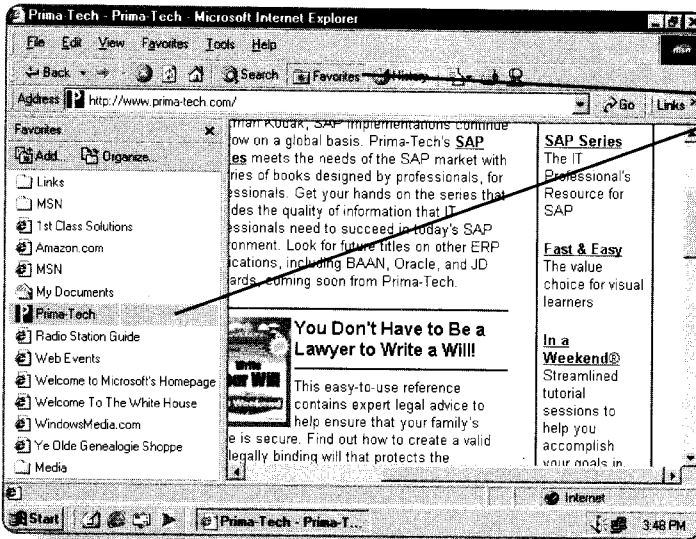 Prima-Tech - Prima-Tech - Microsoft Internet Explorer
File Edit View Favorites Tools Help
Back Search Favorites History
msn
Address http://www.prima-tech.com/ Go Links »
Favorites ×
Add... Organize...
Links
MSN
1st Class Solutions
Amazon.com
MSN
My Documents
Prima-Tech
Radio Station Guide
Web Events
Welcome to Microsoft's Homepage
Welcome To The White House
WindowsMedia.com
Ye Olde Genealogie Shoppe
Media
Kodak, SAP implementations continue
ow on a global basis. Prima-Tech's SAP
es meets the needs of the SAP market with
ries of books designed by professionals, for
essionals. Get your hands on the series that
des the quality of information that IT
essionals need to succeed in today's SAP
onment. Look for future titles on other ERP
ications, including BAAN, Oracle, and JD
ards, coming soon from Prima-Tech.
You Don't Have to Be a
Lawyer to Write a Will!
This easy-to-use reference
contains expert legal advice to
help ensure that your family's
e is secure. Find out how to create a valid
legally binding will that protects the
SAP Series
The IT
Professional's
Resource for
SAP
Fast & Easy
The value
choice for visual
learners
In a
Weekend®
Streamlined
tutorial
sessions to
help you
accomplish
your goals in
Internet
Start Prima-Tech - Prima-T... 3:48 PM